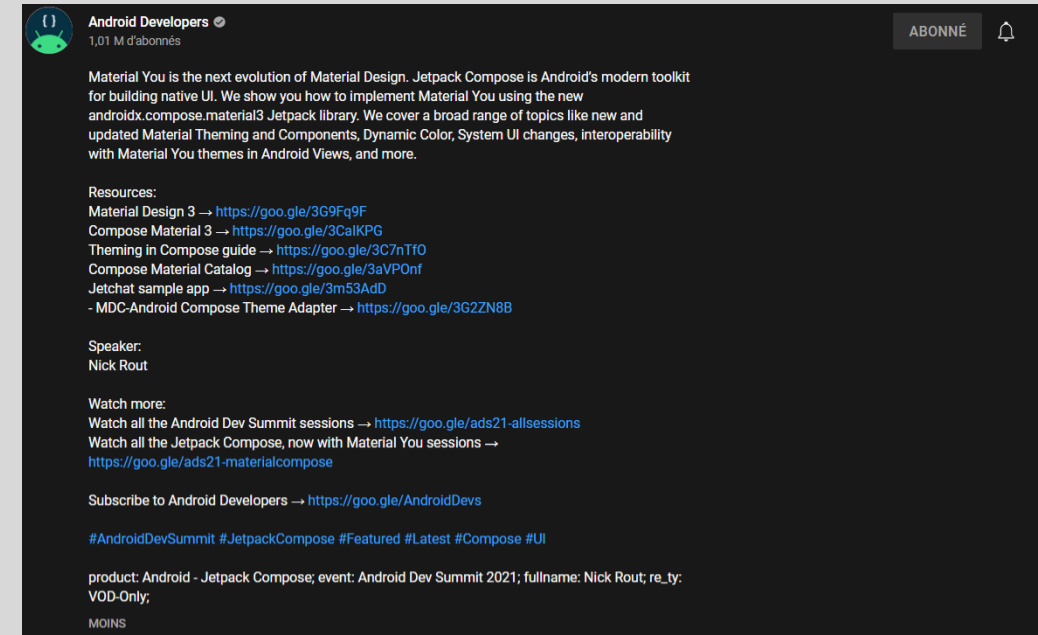 Android Developers
1,01 M d'abonnés
ABONNÉ
Material You is the next evolution of Material Design. Jetpack Compose is Android's modern toolkit
for building native UI. We show you how to implement Material You using the new
androidx.compose.material3 Jetpack library. We cover a broad range of topics like new and
updated Material Theming and Components, Dynamic Color, System UI changes, interoperability
with Material You themes in Android Views, and more.
Resources:
Material Design 3 → https://goo.gle/3G9Fq9F
Compose Material 3 → https://goo.gle/3CaIKPG
Theming in Compose guide → https://goo.gle/3C7nTfO
Compose Material Catalog → https://goo.gle/3aVPOnf
Jetchat sample app → https://goo.gle/3m53AdD
- MDC-Android Compose Theme Adapter → https://goo.gle/3G2ZN8B
Speaker:
Nick Rout
Watch more:
Watch all the Android Dev Summit sessions → https://goo.gle/ads21-allsessions
Watch all the Jetpack Compose, now with Material You sessions →
https://goo.gle/ads21-materialcompose
Subscribe to Android Developers → https://goo.gle/AndroidDevs
#AndroidDevSummit #JetpackCompose #Featured #Latest #Compose #UI
product: Android - Jetpack Compose; event: Android Dev Summit 2021; fullname: Nick Rout; re_ty:
VOD-Only;
MOINS